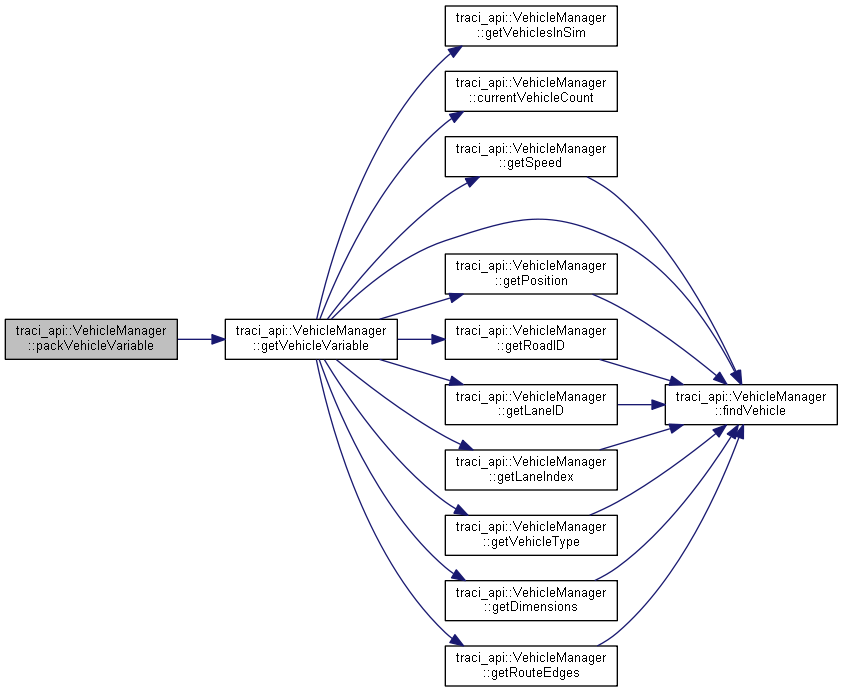 traci_api::VehicleManager
::getVehiclesInSim
traci_api::VehicleManager
::currentVehicleCount
traci_api::VehicleManager
::getSpeed
traci_api::VehicleManager
::getPosition
traci_api::VehicleManager
::packVehicleVariable
traci_api::VehicleManager
::getVehicleVariable
traci_api::VehicleManager
::getRoadID
traci_api::VehicleManager
::getLaneID
traci_api::VehicleManager
::findVehicle
traci_api::VehicleManager
::getLaneIndex
traci_api::VehicleManager
::getVehicleType
traci_api::VehicleManager
::getDimensions
traci_api::VehicleManager
::getRouteEdges